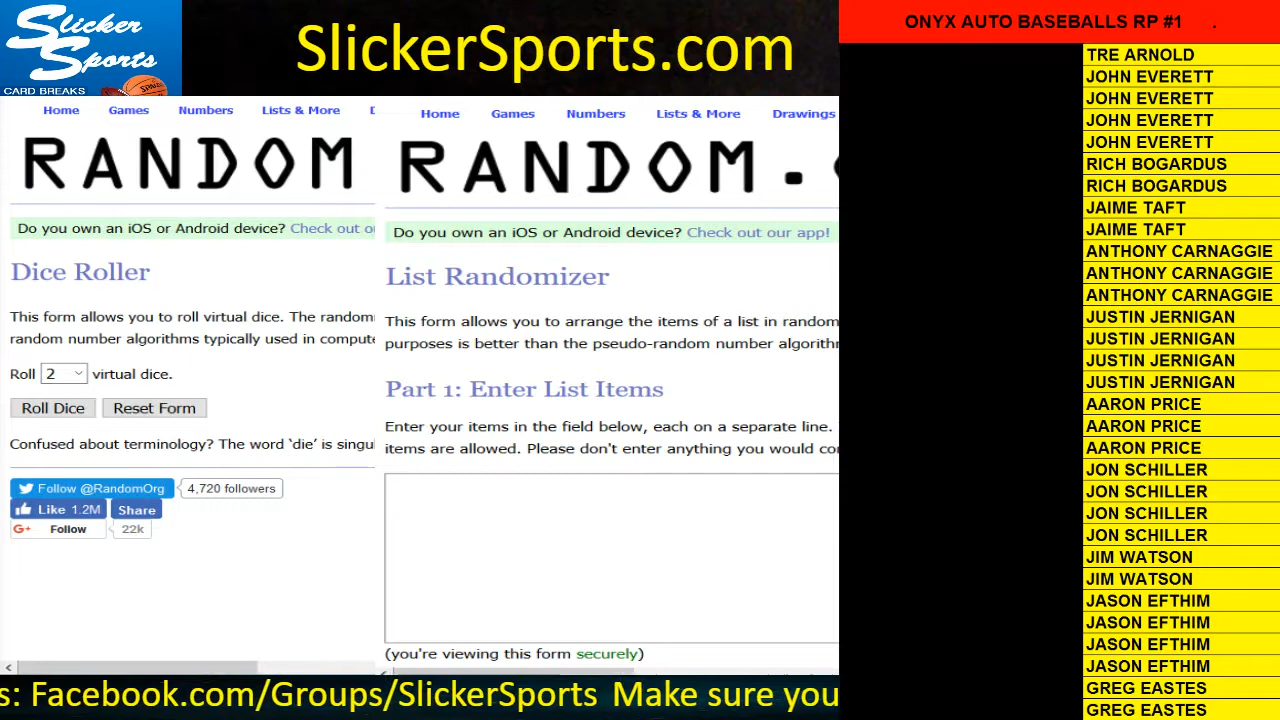 Slicker
Sports
CARD BREAKS
SlickerSports.com
ONYX AUTO BASEBALLS RP #1 .
Home Games Numbers Lists & More
RANDOM
Do you own an iOS or Android device? Check out o
Dice Roller
This form allows you to roll virtual dice. The random
random number algorithms typically used in compute
Roll 2 virtual dice.
Roll Dice Reset Form
Confused about terminology? The word ‘die’ is singul
Follow @RandomOrg 4,720 followers
Like 1.2M Share
G+ Follow 22k
Home Games Numbers Lists & More Drawings
RANDOM.
Do you own an iOS or Android device? Check out our app!
List Randomizer
This form allows you to arrange the items of a list in random
purposes is better than the pseudo-random number algorithm
Part 1: Enter List Items
Enter your items in the field below, each on a separate line.
items are allowed. Please don't enter anything you would co
(you're viewing this form securely)
TRE ARNOLD
JOHN EVERETT
JOHN EVERETT
JOHN EVERETT
JOHN EVERETT
RICH BOGARDUS
RICH BOGARDUS
JAIME TAFT
JAIME TAFT
ANTHONY CARNAGGIE
ANTHONY CARNAGGIE
ANTHONY CARNAGGIE
JUSTIN JERNIGAN
JUSTIN JERNIGAN
JUSTIN JERNIGAN
JUSTIN JERNIGAN
AARON PRICE
AARON PRICE
AARON PRICE
JON SCHILLER
JON SCHILLER
JON SCHILLER
JON SCHILLER
JIM WATSON
JIM WATSON
JASON EFTHIM
JASON EFTHIM
JASON EFTHIM
JASON EFTHIM
GREG EASTES
GREG EASTES
s: Facebook.com/Groups/SlickerSports Make sure you